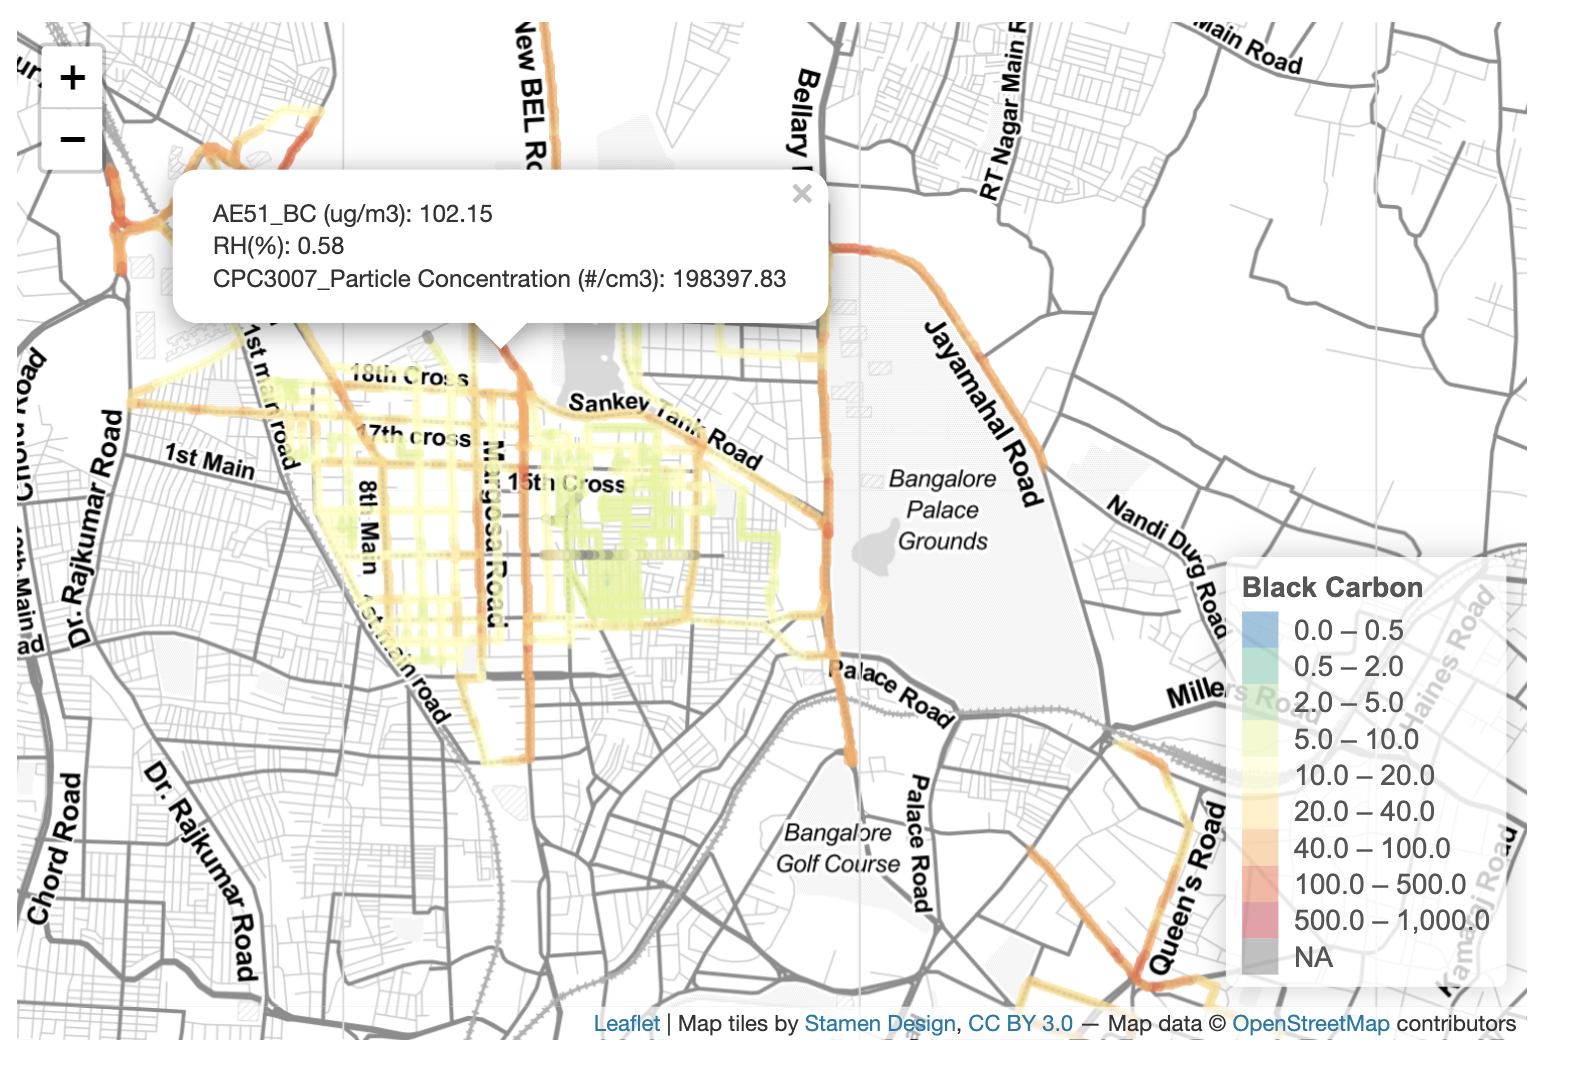 +
−
New BEL Ro
Bellary
RT Nagar Main R
Main Road
×
AE51_BC (ug/m3): 102.15
RH(%): 0.58
CPC3007_Particle Concentration (#/cm3): 198397.83
1st main road
18th Cross
17th cross
15th Cross
Sankey Tank Road
Jayamahal Road
Road
Dr. Rajkumar Road
1st Main
8th Main
Margosa Road
Bangalore
Palace
Grounds
Nandi Durg Road
Main
1st main road
Palace Road
Millers Road
Haines Road
Chord Road
Dr. Rajkumar Road
Bangalore
Golf Course
Palace Road
Queen's Road
Kamaraj Road
Black Carbon
0.0 – 0.5
0.5 – 2.0
2.0 – 5.0
5.0 – 10.0
10.0 – 20.0
20.0 – 40.0
40.0 – 100.0
100.0 – 500.0
500.0 – 1,000.0
NA
Leaflet | Map tiles by Stamen Design, CC BY 3.0 — Map data © OpenStreetMap contributors